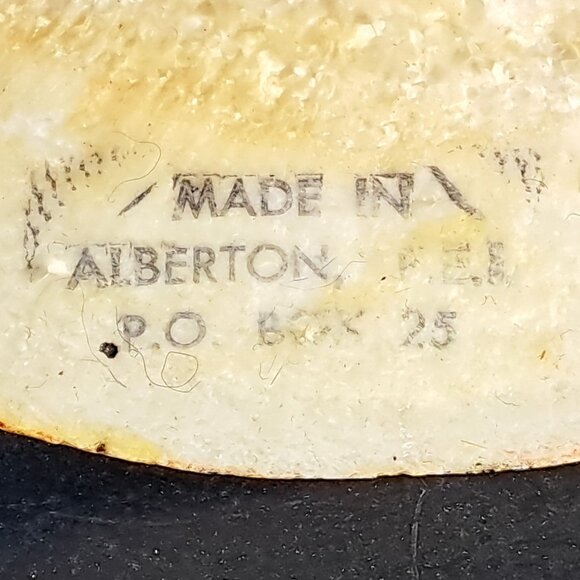 MADE IN
ALBERTON, P.E.I.
P.O. BOX 25